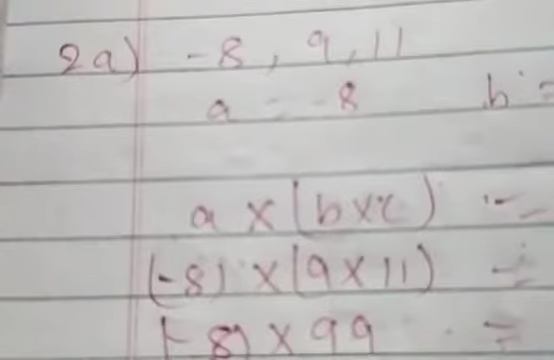 2a) -8, 9, 11
a = -8 b =
a × (b×c) =
(-8) × (9 × 11) =
(-8) × 99 =